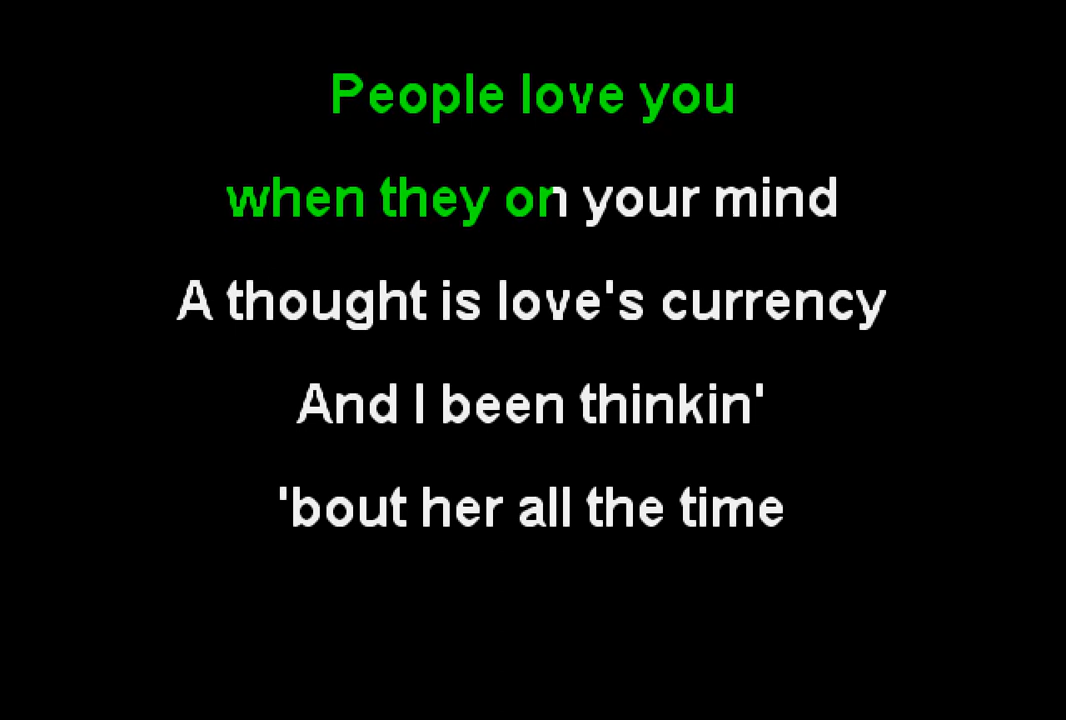 People love you
when they on your mind
A thought is love's currency
And I been thinkin'
'bout her all the time